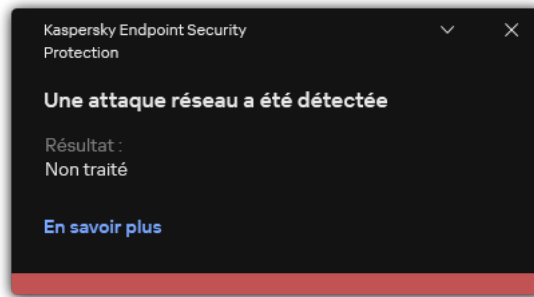 Kaspersky Endpoint Security
Protection
Une attaque réseau a été détectée
Résultat :
Non traité
En savoir plus